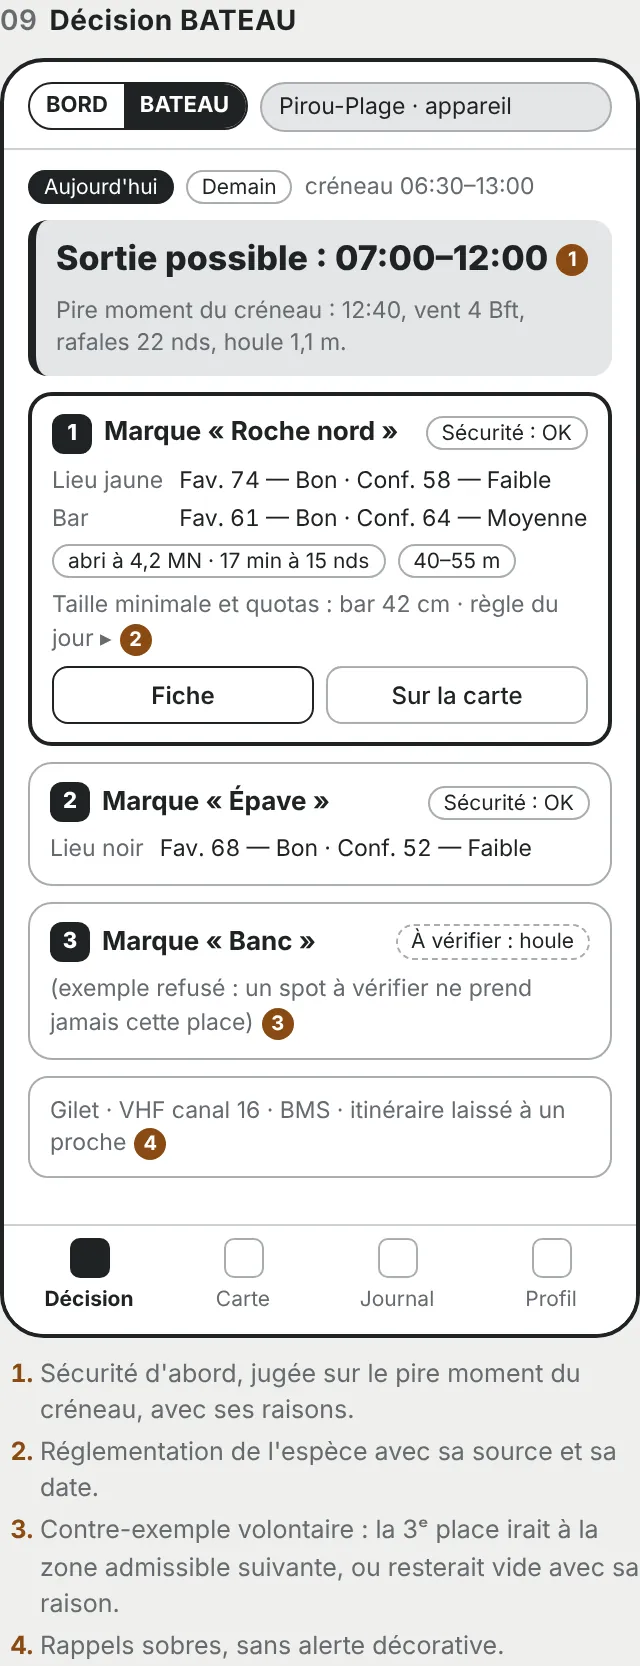 09 Décision BATEAU
BORD BATEAU Pirou-Plage · appareil
Aujourd'hui Demain créneau 06:30–13:00
Sortie possible : 07:00–12:00 1
Pire moment du créneau : 12:40, vent 4 Bft,
rafales 22 nds, houle 1,1 m.
1 Marque « Roche nord » Sécurité : OK
Lieu jaune Fav. 74 — Bon · Conf. 58 — Faible
Bar Fav. 61 — Bon · Conf. 64 — Moyenne
abri à 4,2 MN · 17 min à 15 nds 40–55 m
Taille minimale et quotas : bar 42 cm · règle du
jour ▸ 2
Fiche Sur la carte
2 Marque « Épave » Sécurité : OK
Lieu noir Fav. 68 — Bon · Conf. 52 — Faible
3 Marque « Banc » À vérifier : houle
(exemple refusé : un spot à vérifier ne prend
jamais cette place) 3
Gilet · VHF canal 16 · BMS · itinéraire laissé à un
proche 4
Décision Carte Journal Profil
1. Sécurité d'abord, jugée sur le pire moment du
créneau, avec ses raisons.
2. Réglementation de l'espèce avec sa source et sa
date.
3. Contre-exemple volontaire : la 3ᵉ place irait à la
zone admissible suivante, ou resterait vide avec sa
raison.
4. Rappels sobres, sans alerte décorative.